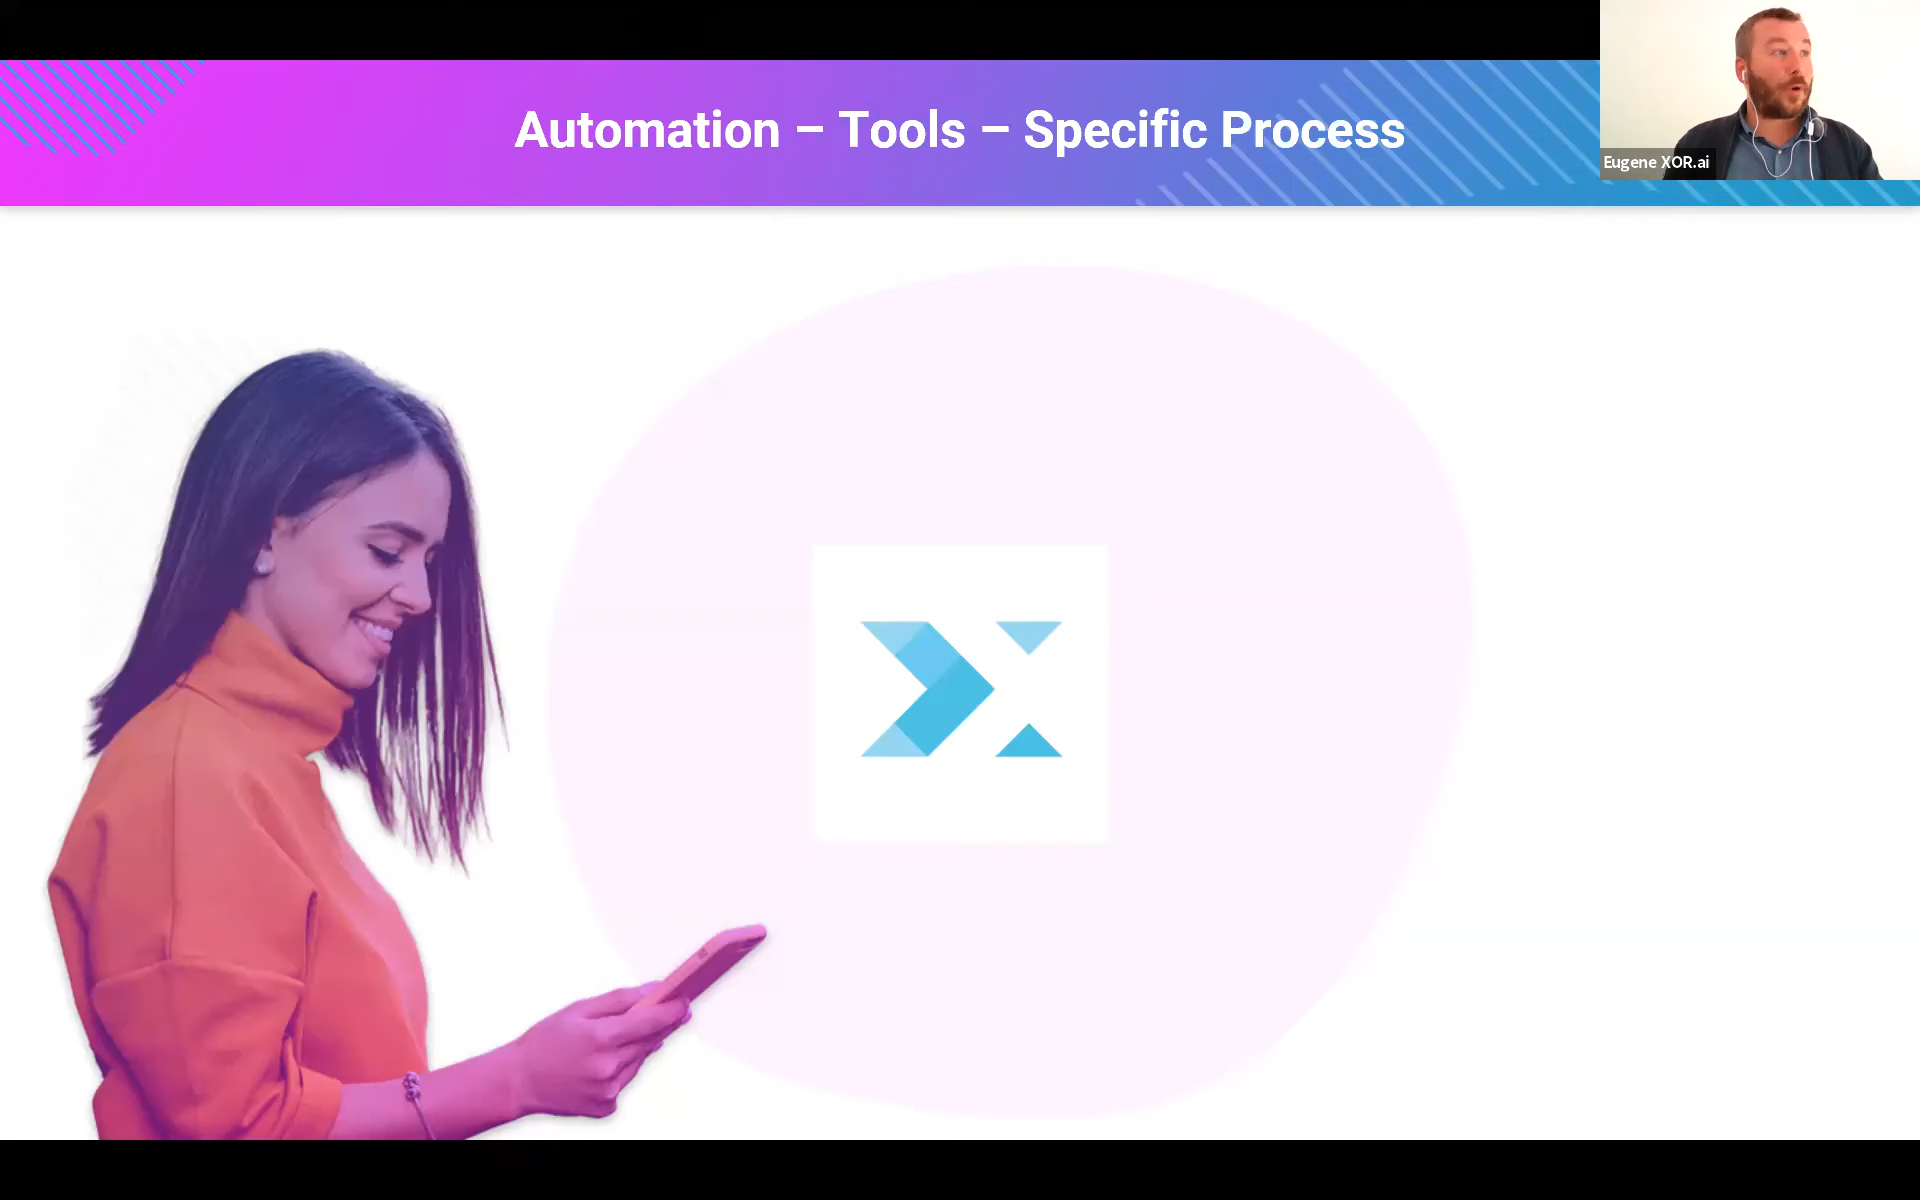 Automation – Tools – Specific Process
Eugene XOR.ai